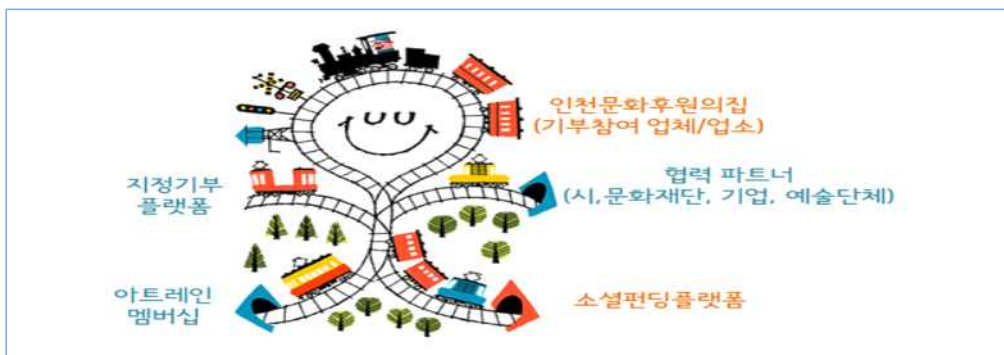 인천문화후원의집
(기부참여 업체/업소)
지정기부
플랫폼
협력 파트너
(시,문화재단, 기업, 예술단체)
아트레인
멤버십
소셜펀딩플랫폼